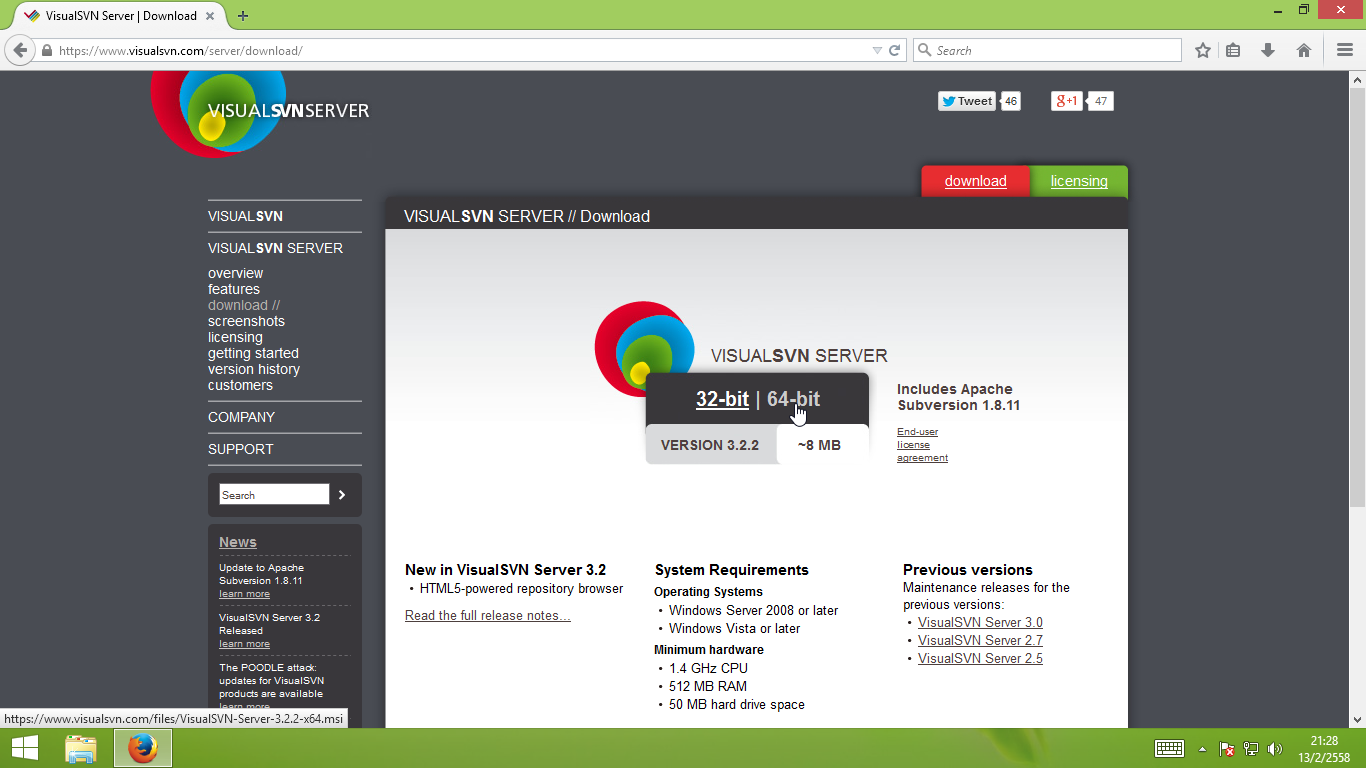 VisualSVN Server | Download
https://www.visualsvn.com/server/download/
Search
VISUALSVNSERVER
Tweet 46
g+1 47
download
licensing
VISUALSVN
VISUALSVN SERVER
overview
features
download //
screenshots
licensing
getting started
version history
customers
COMPANY
SUPPORT
Search
News
Update to Apache
Subversion 1.8.11
learn more
VisualSVN Server 3.2
Released
learn more
The POODLE attack:
updates for VisualSVN
products are available
learn more
VISUALSVN SERVER // Download
VISUALSVN SERVER
32-bit | 64-bit
VERSION 3.2.2
~8 MB
Includes Apache
Subversion 1.8.11
End-user
license
agreement
New in VisualSVN Server 3.2
• HTML5-powered repository browser
Read the full release notes...
System Requirements
Operating Systems
• Windows Server 2008 or later
• Windows Vista or later
Minimum hardware
• 1.4 GHz CPU
• 512 MB RAM
• 50 MB hard drive space
Previous versions
Maintenance releases for the
previous versions:
• VisualSVN Server 3.0
• VisualSVN Server 2.7
• VisualSVN Server 2.5
https://www.visualsvn.com/files/VisualSVN-Server-3.2.2-x64.msi
21:28
13/2/2558